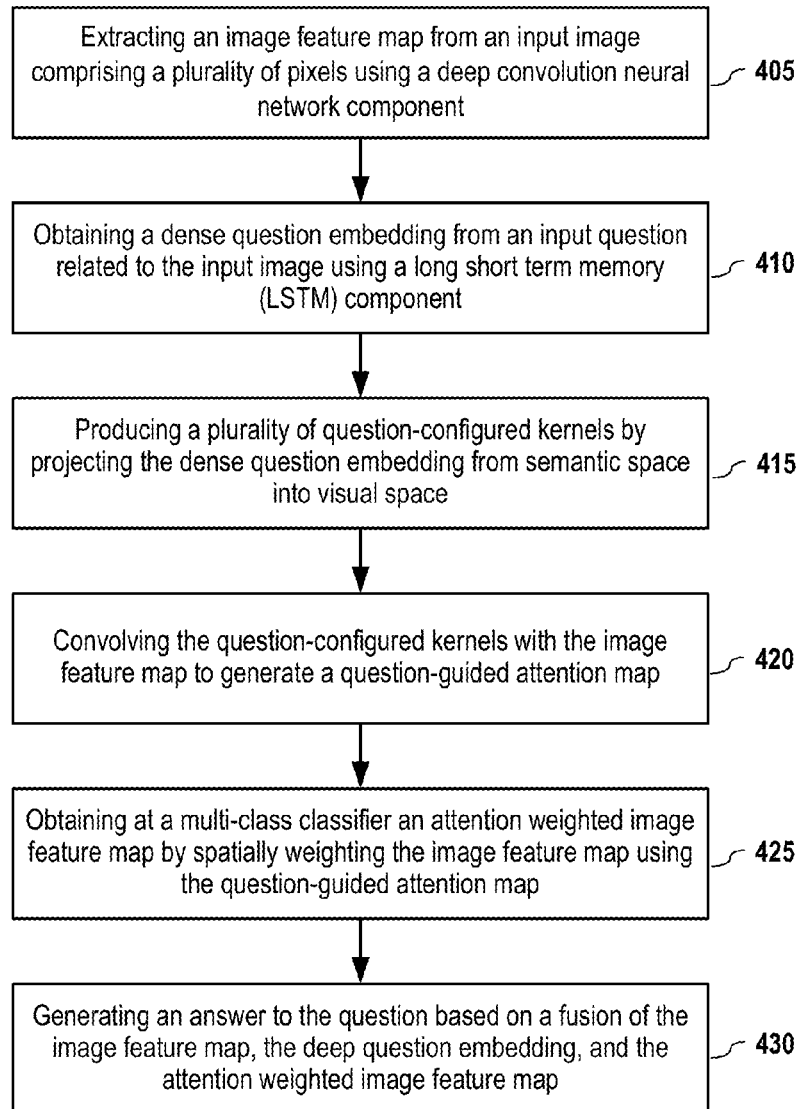 Extracting an image feature map from an input image
comprising a plurality of pixels using a deep convolution neural
network component
405
Obtaining a dense question embedding from an input question
related to the input image using a long short term memory
(LSTM) component
410
Producing a plurality of question-configured kernels by
projecting the dense question embedding from semantic space
into visual space
415
Convolving the question-configured kernels with the image
feature map to generate a question-guided attention map
420
Obtaining at a multi-class classifier an attention weighted image
feature map by spatially weighting the image feature map using
the question-guided attention map
425
Generating an answer to the question based on a fusion of the
image feature map, the deep question embedding, and the
attention weighted image feature map
430